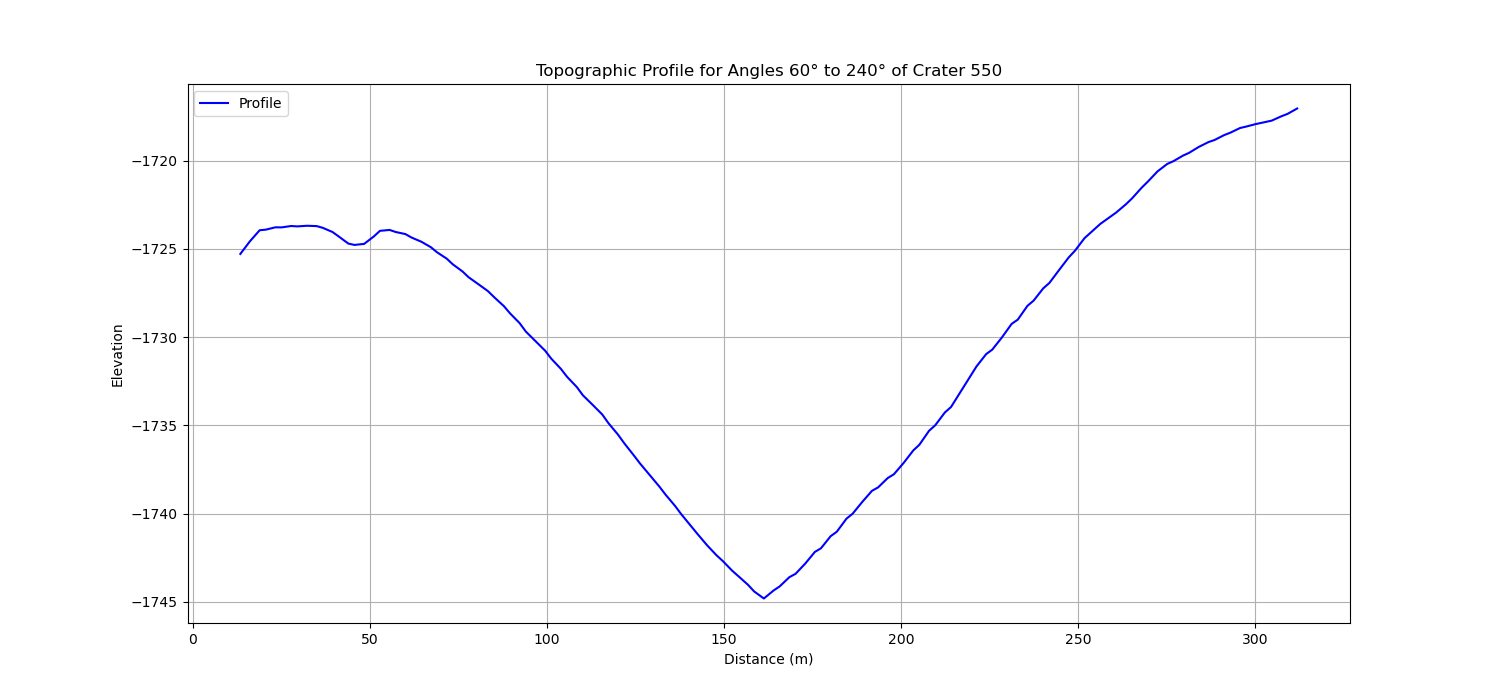 Topographic Profile for Angles 60° to 240° of Crater 550
Profile
−1720
−1725
−1730
−1735
−1740
−1745
Elevation
0 50 100 150 200 250 300
Distance (m)